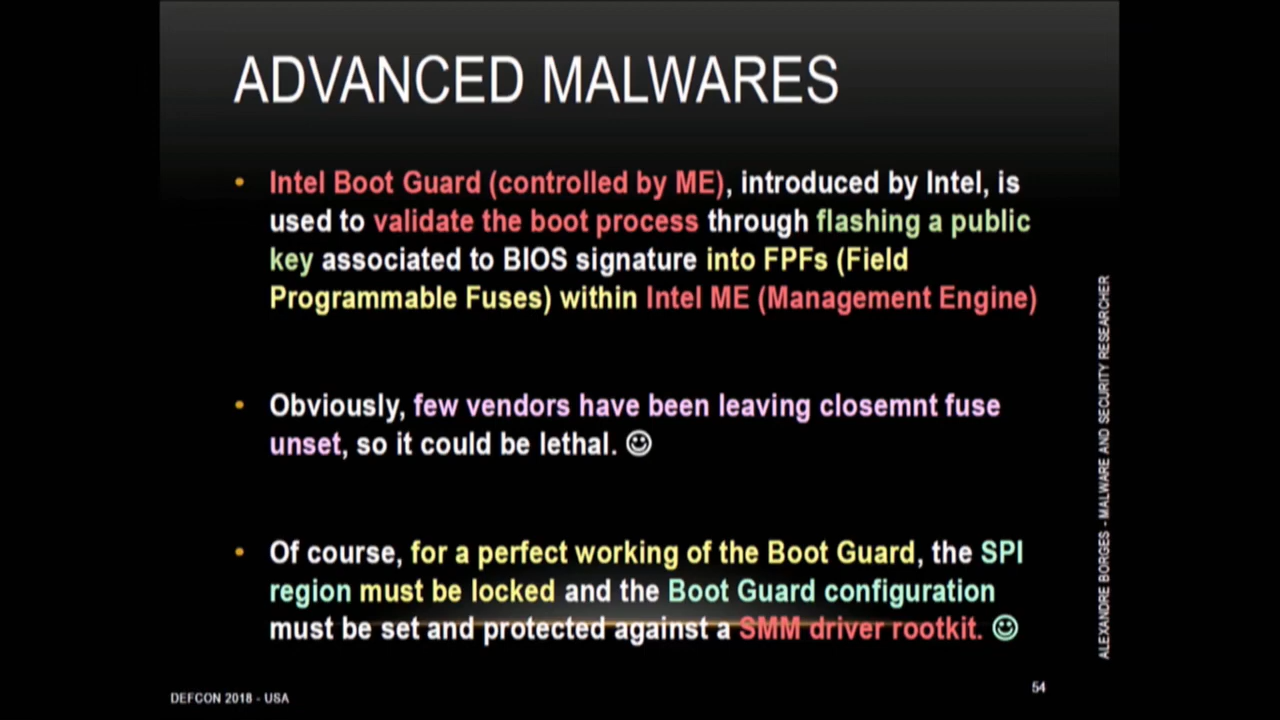 ADVANCED MALWARES
• Intel Boot Guard (controlled by ME), introduced by Intel, is
used to validate the boot process through flashing a public
key associated to BIOS signature into FPFs (Field
Programmable Fuses) within Intel ME (Management Engine)
• Obviously, few vendors have been leaving closemnt fuse
unset, so it could be lethal. ☺
• Of course, for a perfect working of the Boot Guard, the SPI
region must be locked and the Boot Guard configuration
must be set and protected against a SMM driver rootkit. ☺
ALEXANDRE BORGES - MALWARE AND SECURITY RESEARCHER
DEFCON 2018 - USA
54